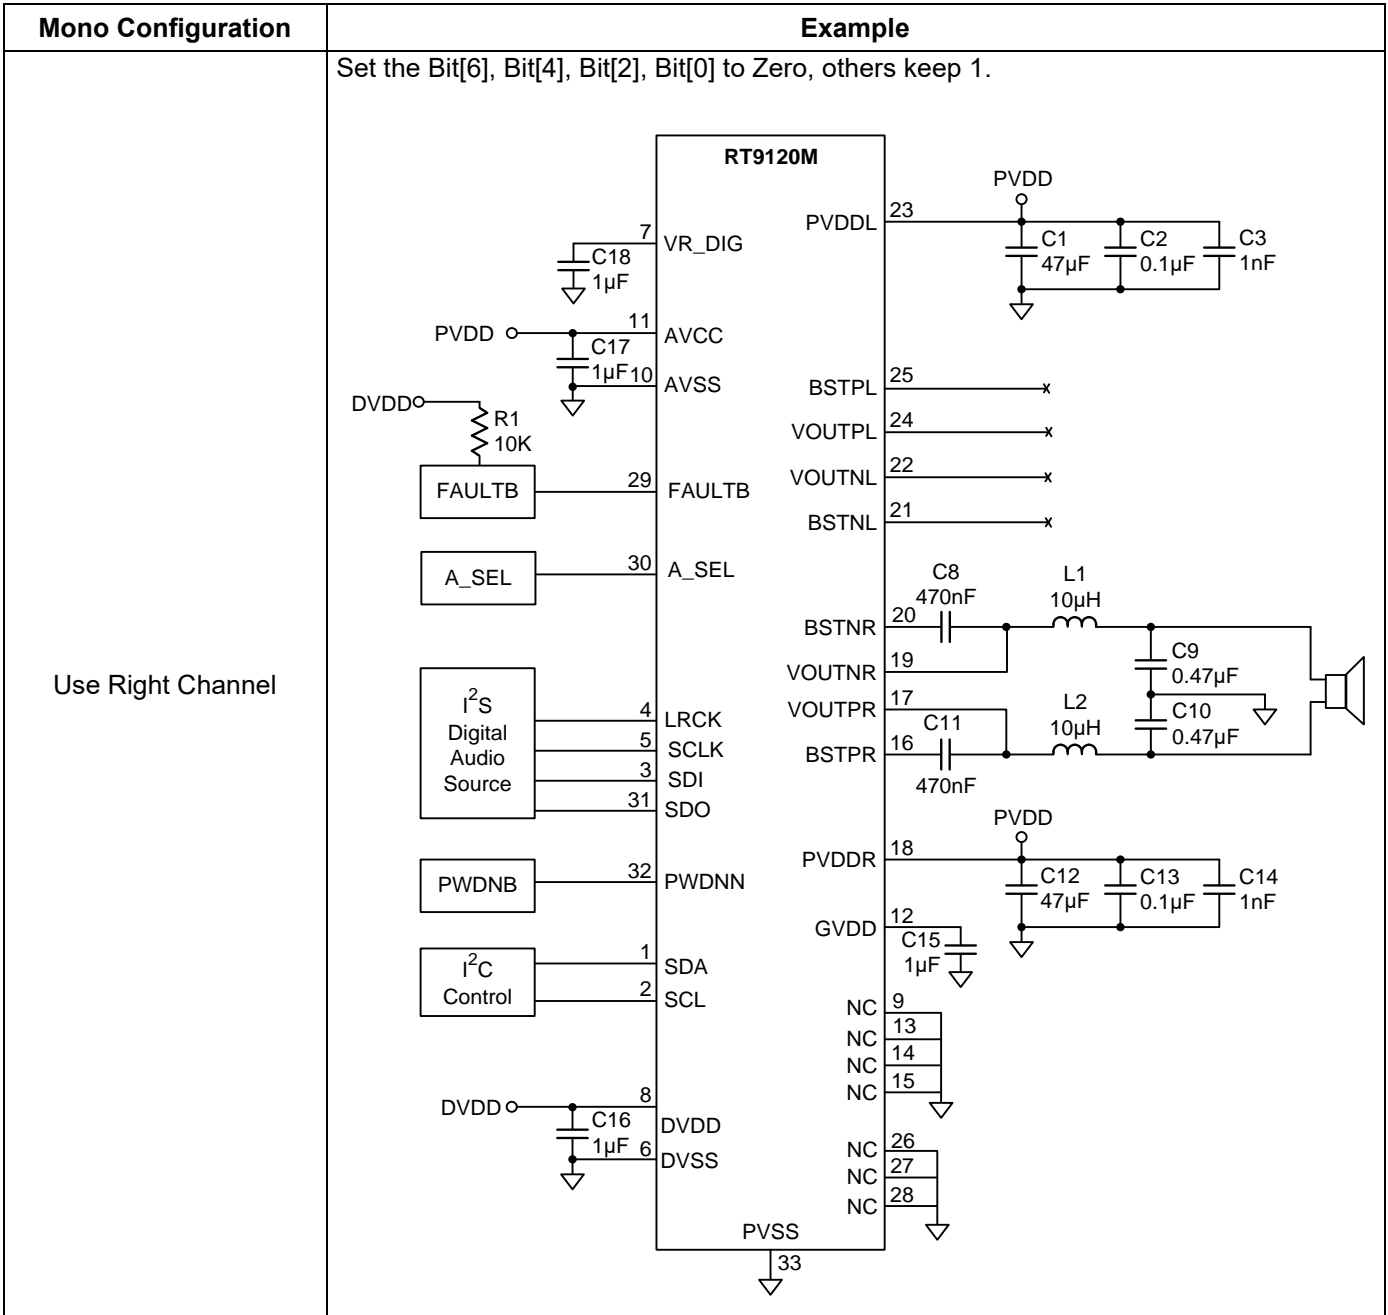 Mono Configuration
Example
Set the Bit[6], Bit[4], Bit[2], Bit[0] to Zero, others keep 1.
Use Right Channel
RT9120M
7
VR_DIG
C18
1µF
PVDD
11
AVCC
C17
1µF
10
AVSS
DVDD
R1
10K
FAULTB
29
FAULTB
A_SEL
30
A_SEL
I²S
Digital
Audio
Source
4
LRCK
5
SCLK
3
SDI
31
SDO
PWDNB
32
PWDNN
I²C
Control
1
SDA
2
SCL
DVDD
8
DVDD
C16
1µF
6
DVSS
PVSS
33
PVDD
PVDDL
23
C1
47µF
C2
0.1µF
C3
1nF
BSTPL
25
VOUTPL
24
VOUTNL
22
BSTNL
21
C8
470nF
L1
10µH
BSTNR
20
VOUTNR
19
C9
0.47µF
VOUTPR
17
C11
470nF
L2
10µH
C10
0.47µF
BSTPR
16
PVDD
PVDDR
18
C12
47µF
C13
0.1µF
C14
1nF
GVDD
12
C15
1µF
NC
9
NC
13
NC
14
NC
15
NC
26
NC
27
NC
28